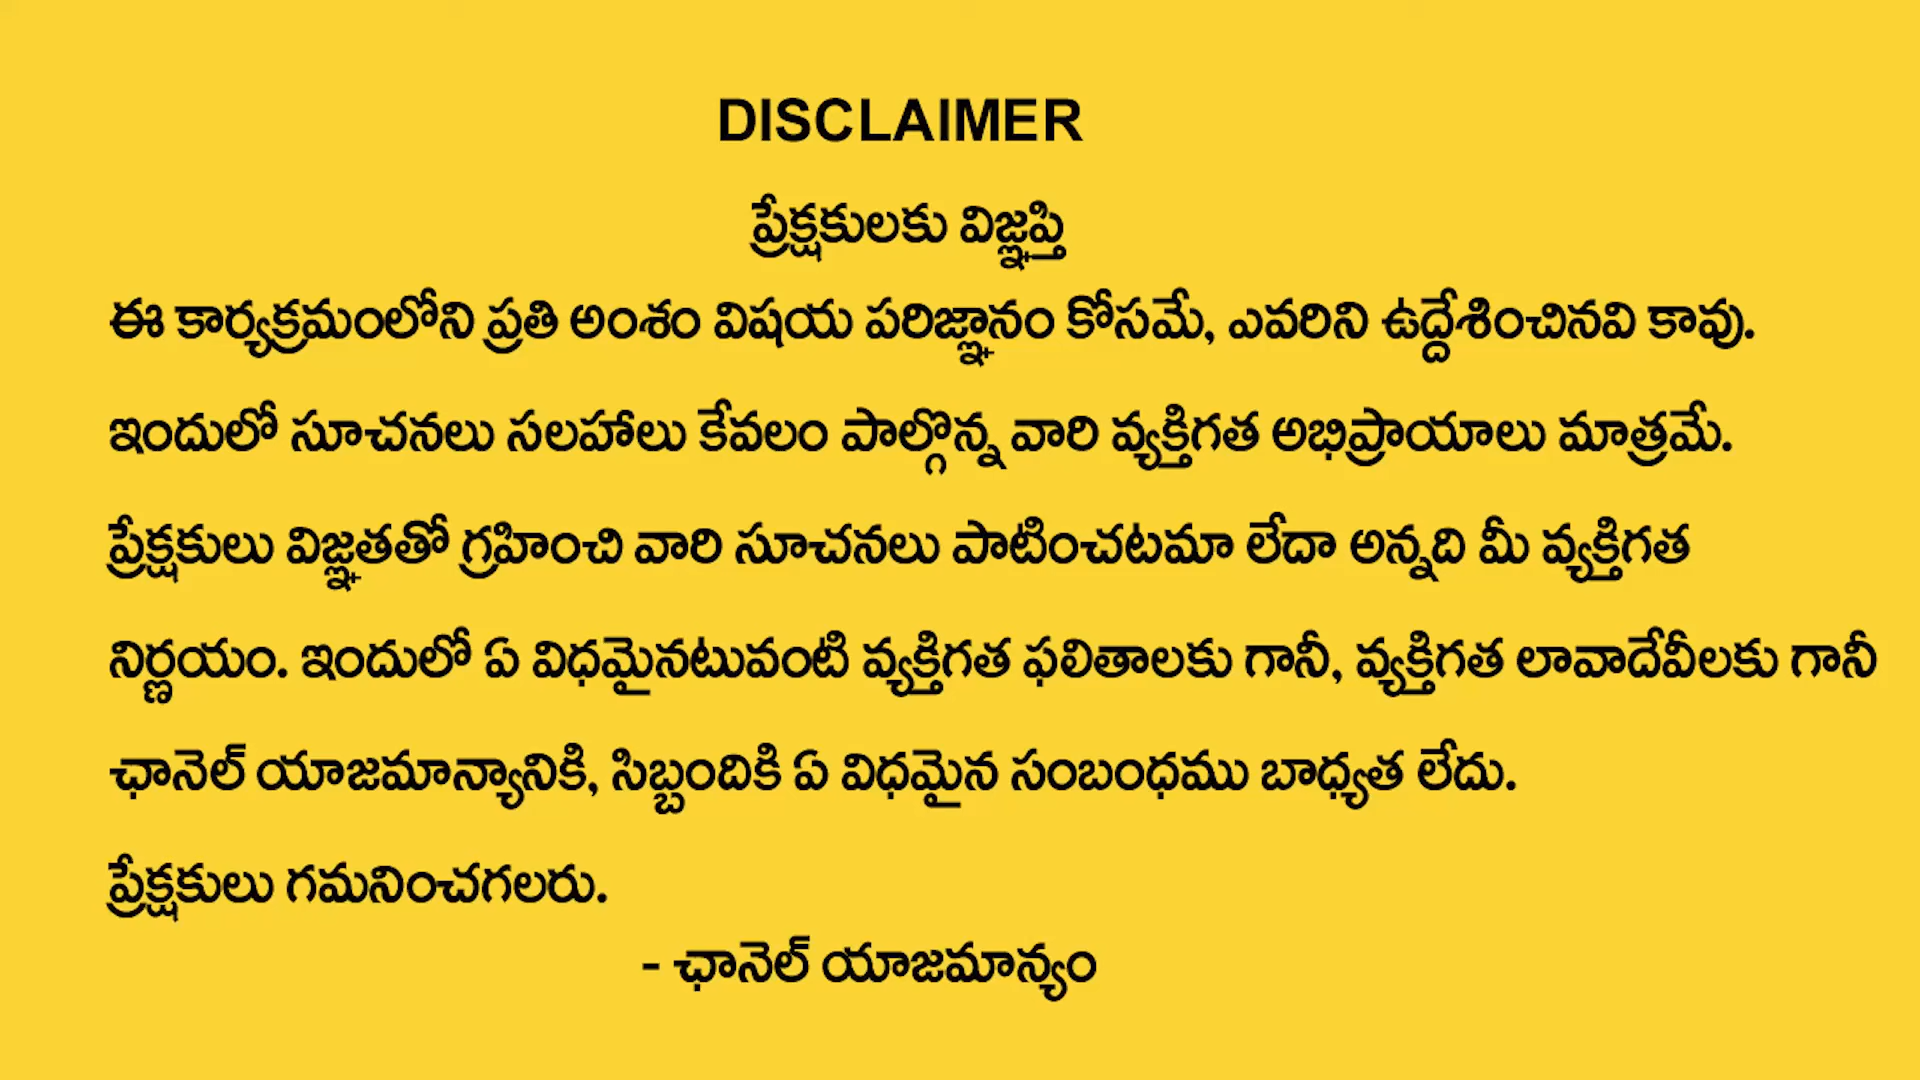 DISCLAIMER
ప్రేక్షకులకు విజ్ఞప్తి
ఈ కార్యక్రమంలోని ప్రతి అంశం విషయ పరిజ్ఞానం కోసమే, ఎవరిని ఉద్దేశించినవి కావు.
ఇందులో సూచనలు సలహాలు కేవలం పాల్గొన్న వారి వ్యక్తిగత అభిప్రాయాలు మాత్రమే.
ప్రేక్షకులు విజ్ఞతతో గ్రహించి వారి సూచనలు పాటించటమా లేదా అన్నది మీ వ్యక్తిగత
నిర్ణయం. ఇందులో ఏ విధమైనటువంటి వ్యక్తిగత ఫలితాలకు గానీ, వ్యక్తిగత లావాదేవీలకు గానీ
ఛానెల్ యాజమాన్యానికి, సిబ్బందికి ఏ విధమైన సంబంధము బాధ్యత లేదు.
ప్రేక్షకులు గమనించగలరు.
- ఛానెల్ యాజమాన్యం